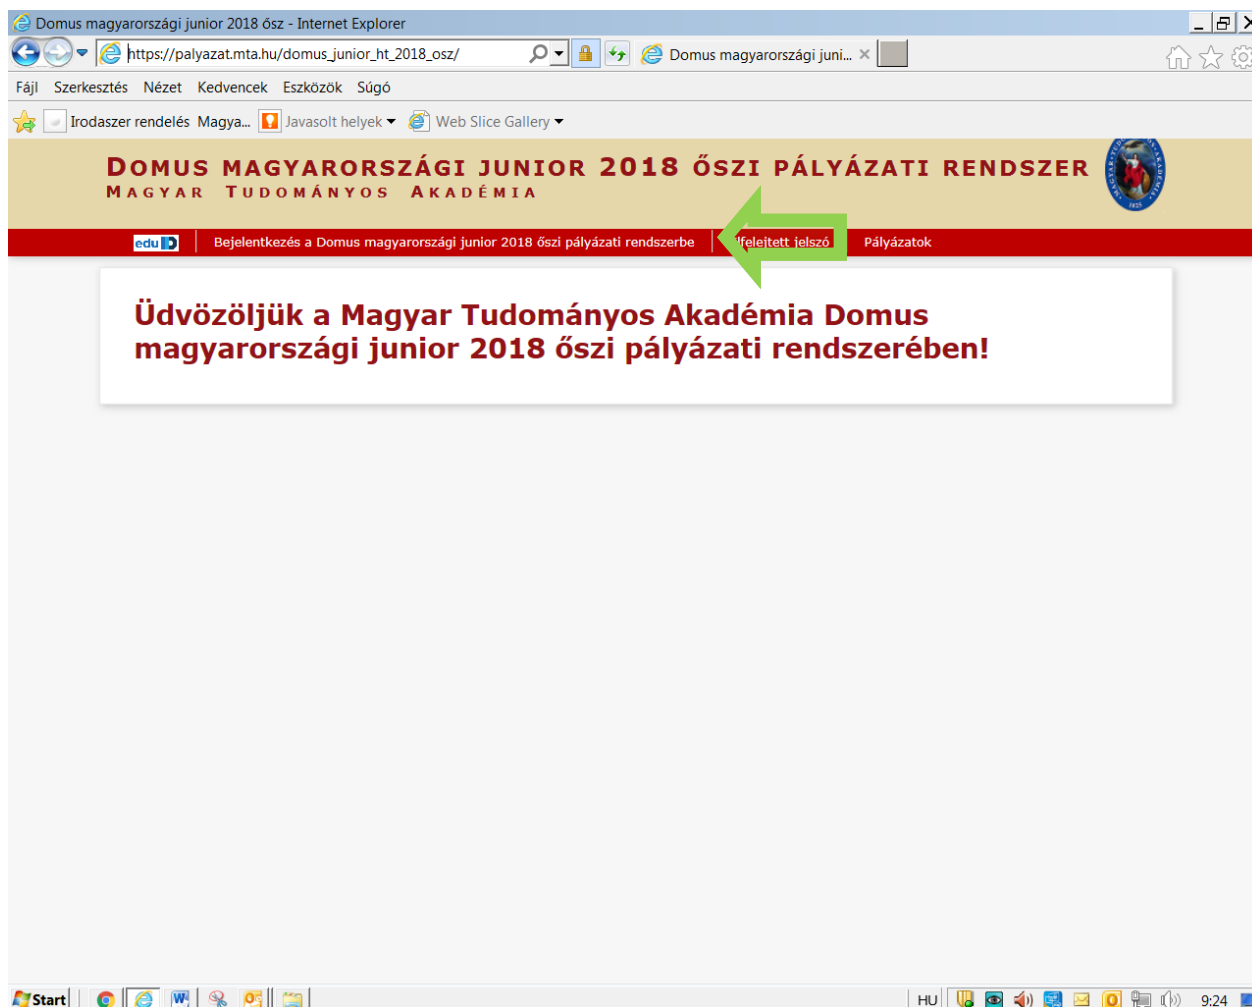 Domus magyarországi junior 2018 ősz - Internet Explorer
https://palyazat.mta.hu/domus_junior_ht_2018_osz/ Domus magyarországi juni...
Fájl Szerkesztés Nézet Kedvencek Eszközök Súgó
Irodaszer rendelés Magya... Javasolt helyek Web Slice Gallery
DOMUS MAGYARORSZÁGI JUNIOR 2018 ŐSZI PÁLYÁZATI RENDSZER
MAGYAR TUDOMÁNYOS AKADÉMIA
edu ID Bejelentkezés a Domus magyarországi junior 2018 őszi pályázati rendszerbe lfelejtett jelszó Pályázatok
Üdvözöljük a Magyar Tudományos Akadémia Domus
magyarországi junior 2018 őszi pályázati rendszerében!
Start HU 9:24